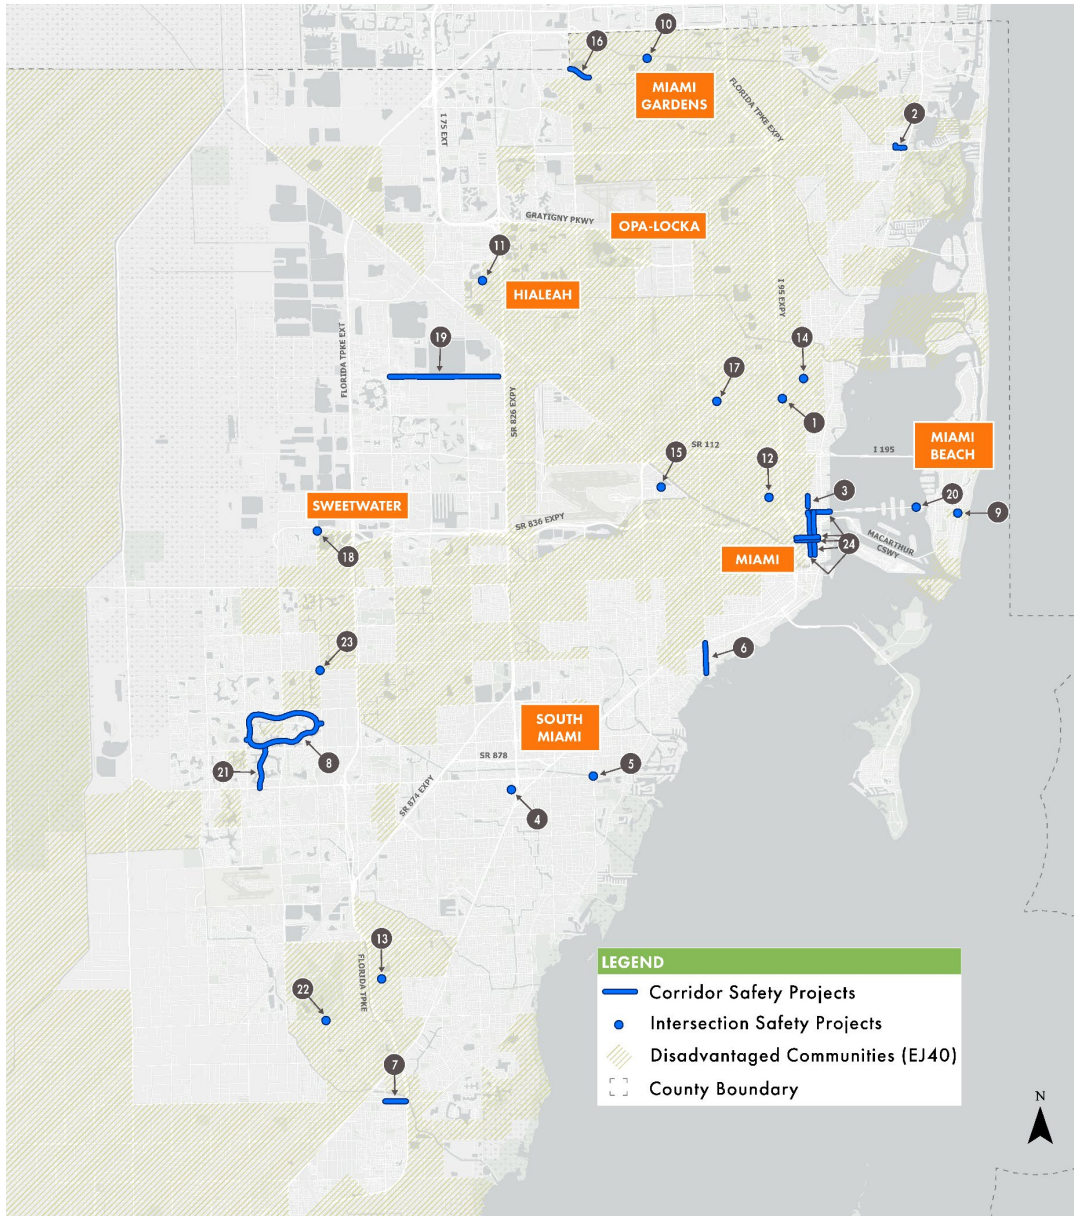 16
10
MIAMI
GARDENS
FLORIDA TPKE EXPY
2
I 75 EXT
GRATIGNY PKWY
OPA-LOCKA
11
HIALEAH
I 95 EXPY
19
14
FLORIDA TPKE EXT
SR 826 EXPY
17
1
MIAMI
BEACH
SR 112
I 195
15
12
3
20
9
SWEETWATER
SR 836 EXPY
18
MIAMI
24
MACARTHUR
CSWY
23
6
SOUTH
MIAMI
8
21
SR 878
5
SR 874 EXPY
4
13
FLORIDA TPKE
22
7
LEGEND
Corridor Safety Projects
Intersection Safety Projects
Disadvantaged Communities (EJ40)
County Boundary
N